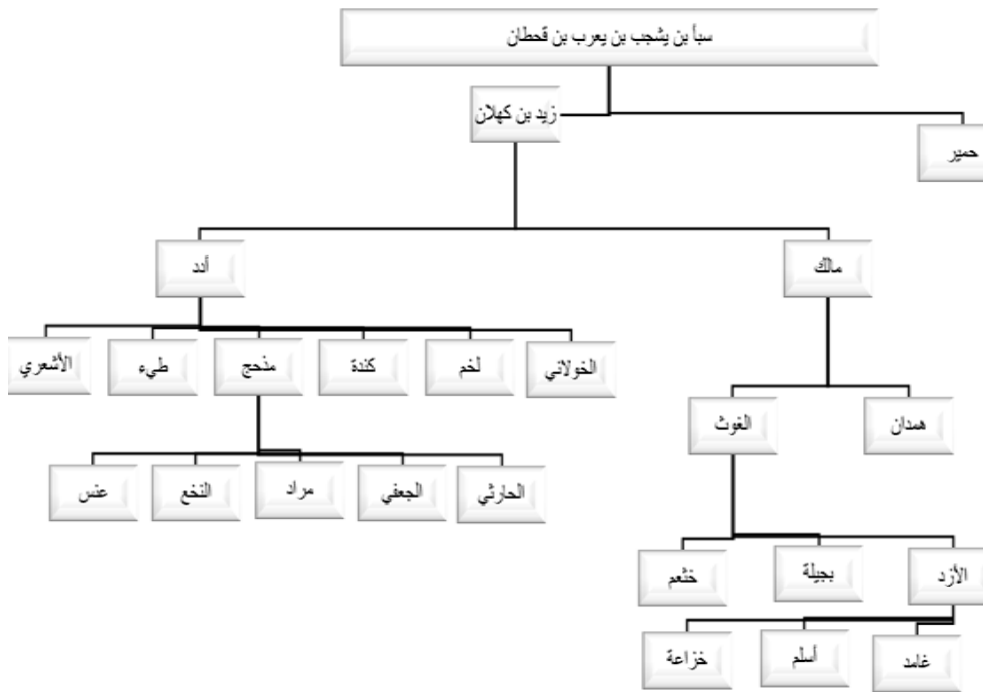 سبأ بن يشجب بن يعرب بن قحطان
زيد بن كهلان
حمير
مالك
أدد
الخولاني
لخم
كندة
مذحج
طيء
الأشعري
همدان
الغوث
الحارثي
الجعفي
مراد
النخع
عنس
الأزد
بجيلة
خثعم
غامد
أسلم
خزاعة